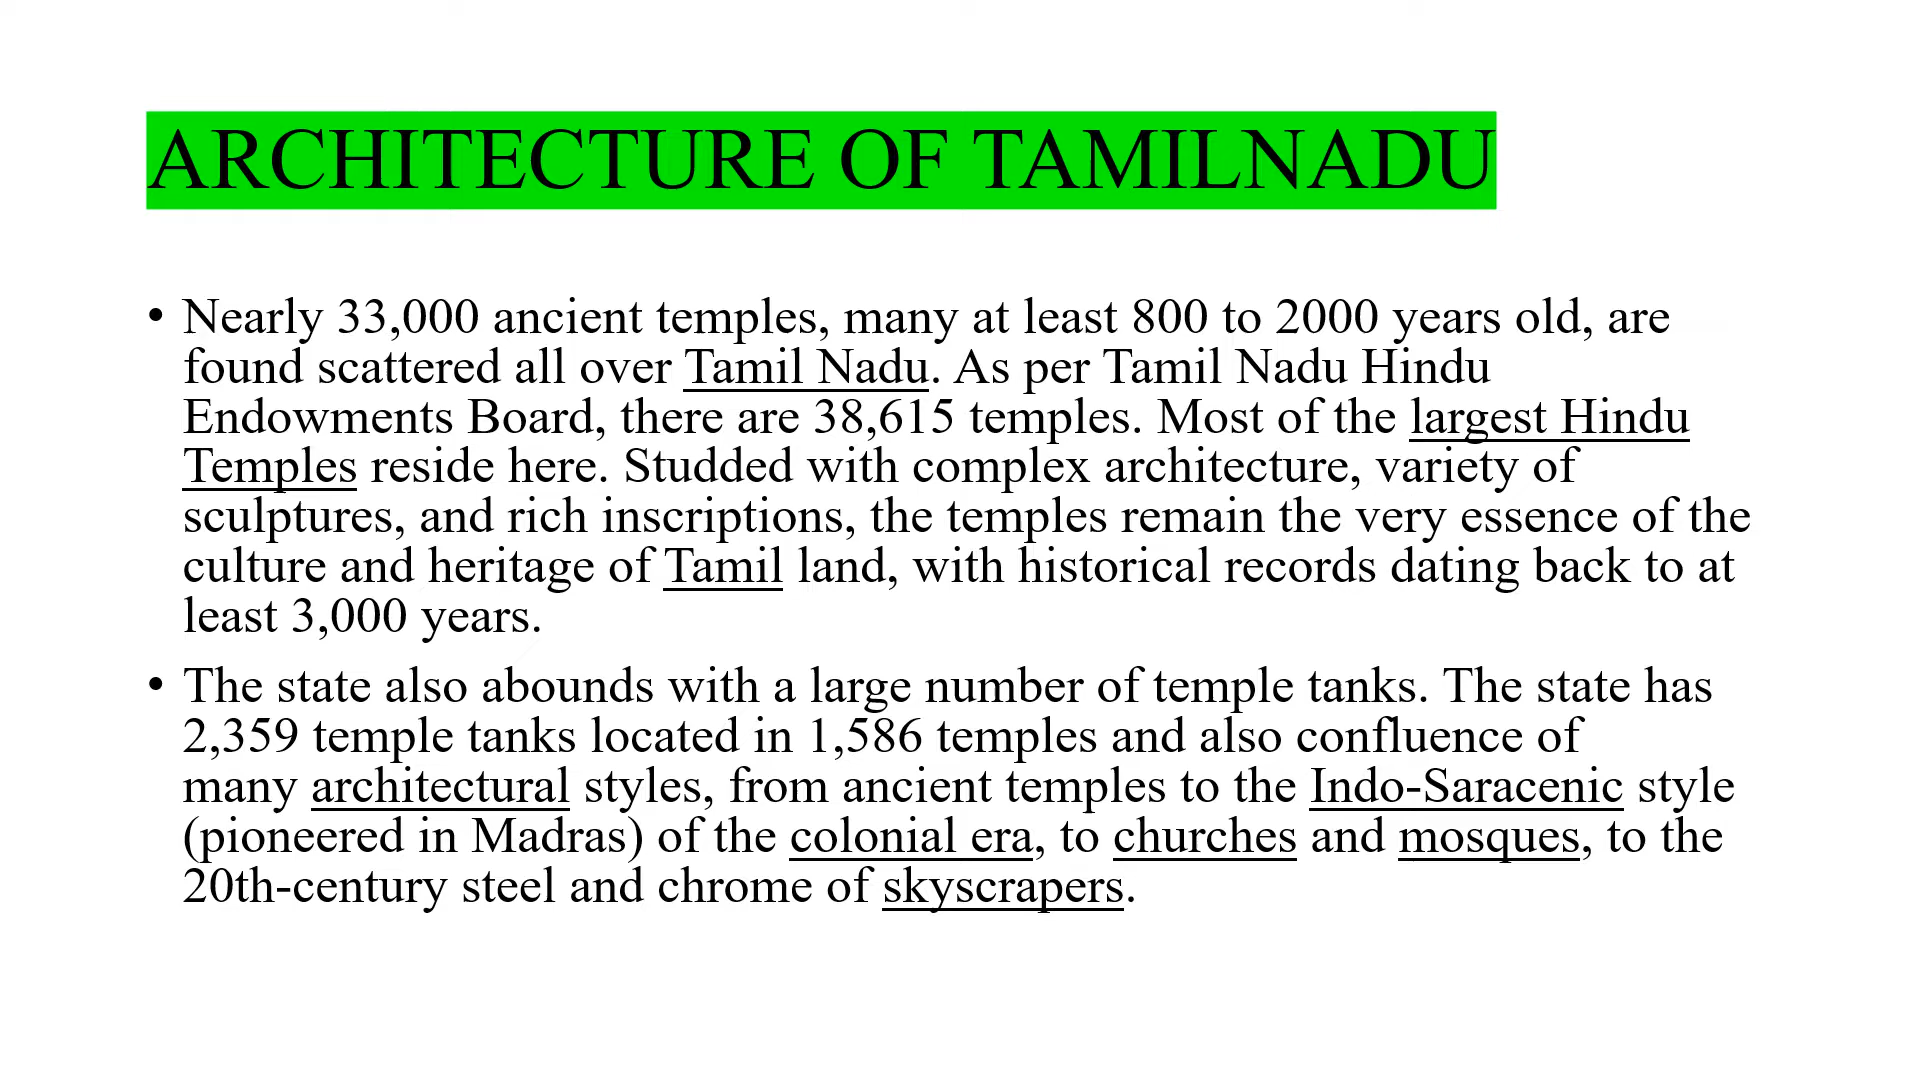 ARCHITECTURE OF TAMILNADU
• Nearly 33,000 ancient temples, many at least 800 to 2000 years old, are
found scattered all over Tamil Nadu. As per Tamil Nadu Hindu
Endowments Board, there are 38,615 temples. Most of the largest Hindu
Temples reside here. Studded with complex architecture, variety of
sculptures, and rich inscriptions, the temples remain the very essence of the
culture and heritage of Tamil land, with historical records dating back to at
least 3,000 years.
• The state also abounds with a large number of temple tanks. The state has
2,359 temple tanks located in 1,586 temples and also confluence of
many architectural styles, from ancient temples to the Indo-Saracenic style
(pioneered in Madras) of the colonial era, to churches and mosques, to the
20th-century steel and chrome of skyscrapers.